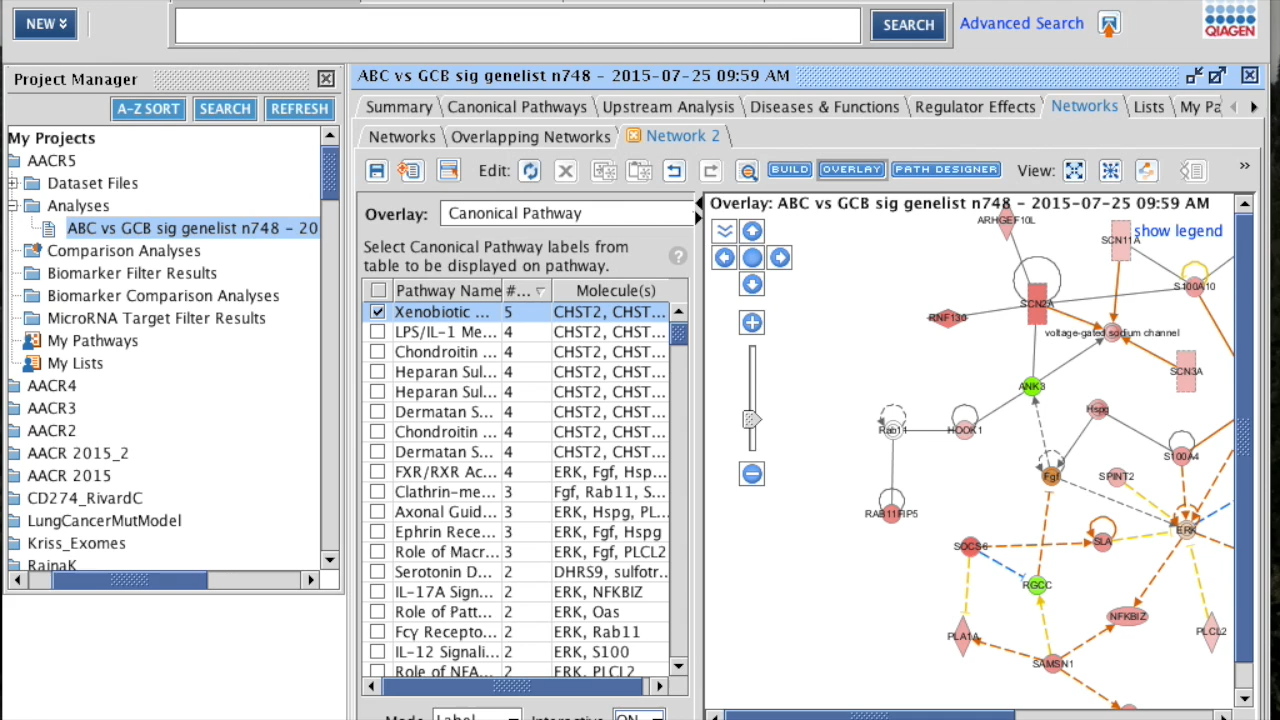 NEW
SEARCH
Advanced Search
QIAGEN
Project Manager
A-Z SORT
SEARCH
REFRESH
My Projects
AACR5
Dataset Files
Analyses
ABC vs GCB sig genelist n748 - 20
Comparison Analyses
Biomarker Filter Results
Biomarker Comparison Analyses
MicroRNA Target Filter Results
My Pathways
My Lists
AACR4
AACR3
AACR2
AACR 2015_2
AACR 2015
CD274_RivardC
LungCancerMutModel
Kriss_Exomes
RainaK
ABC vs GCB sig genelist n748 - 2015-07-25 09:59 AM
Summary
Canonical Pathways
Upstream Analysis
Diseases & Functions
Regulator Effects
Networks
Lists
My Pa
Networks
Overlapping Networks
Network 2
Edit:
BUILD
OVERLAY
PATH DESIGNER
View:
Overlay: Canonical Pathway
Select Canonical Pathway labels from
table to be displayed on pathway.
Pathway Name #... Molecule(s)
Xenobiotic ... 5 CHST2, CHST...
LPS/IL-1 Me... 4 CHST2, CHST...
Chondroitin ... 4 CHST2, CHST...
Heparan Sul... 4 CHST2, CHST...
Heparan Sul... 4 CHST2, CHST...
Dermatan S... 4 CHST2, CHST...
Chondroitin ... 4 CHST2, CHST...
Dermatan S... 4 CHST2, CHST...
FXR/RXR Ac... 4 ERK, Fgf, Hsp...
Clathrin-me... 3 Fgf, Rab11, S...
Axonal Guid... 3 ERK, Hspg, PL...
Ephrin Rece... 3 ERK, Fgf, Hspg
Role of Macr... 3 ERK, Fgf, PLCL2
Serotonin D... 2 DHRS9, sulfotr...
IL-17A Sign... 2 ERK, NFKBIZ
Role of Patt... 2 ERK, Oas
Fcγ Recepto... 2 ERK, Rab11
IL-12 Signali... 2 ERK, S100
Role of NFA... 2 ERK, PLCL2
Mode Label
Interactive ON
Overlay: ABC vs GCB sig genelist n748 - 2015-07-25 09:59 AM
show legend
ARHGEF10L
SCN11A
S100A10
SCN2A
RNF130
voltage-gated sodium channel
SCN3A
ANK3
Hspg
Rab11
HOOK1
S100A4
Fgf
SPINT2
RAB11FIP5
ERK
SOCS6
SLA
RGCC
NFKBIZ
PLA1A
PLCL2
SAMSN1